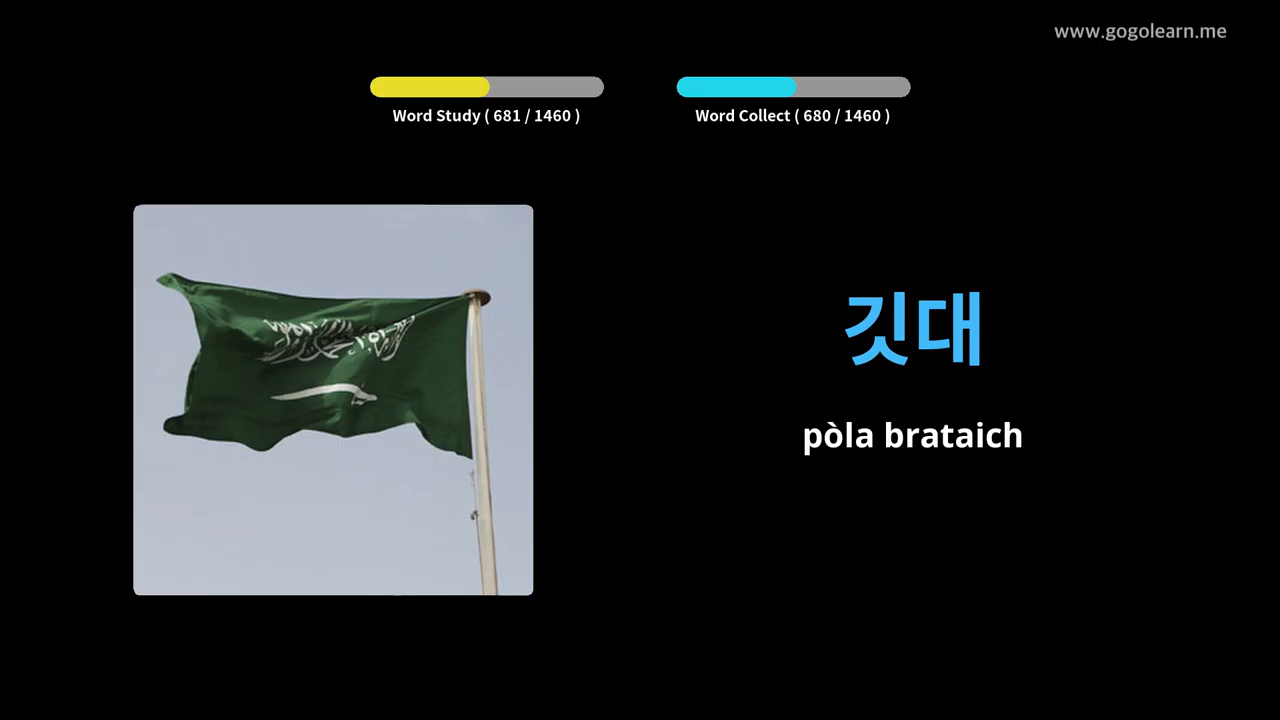 www.gogolearn.me
Word Study ( 681 / 1460 )
Word Collect ( 680 / 1460 )
깃대
pòla brataich